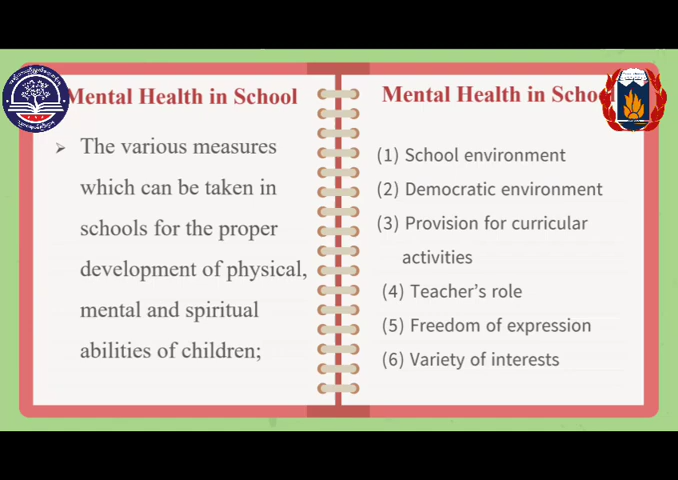 Mental Health in School
➢ The various measures
which can be taken in
schools for the proper
development of physical,
mental and spiritual
abilities of children;
Mental Health in School
(1) School environment
(2) Democratic environment
(3) Provision for curricular
activities
(4) Teacher's role
(5) Freedom of expression
(6) Variety of interests